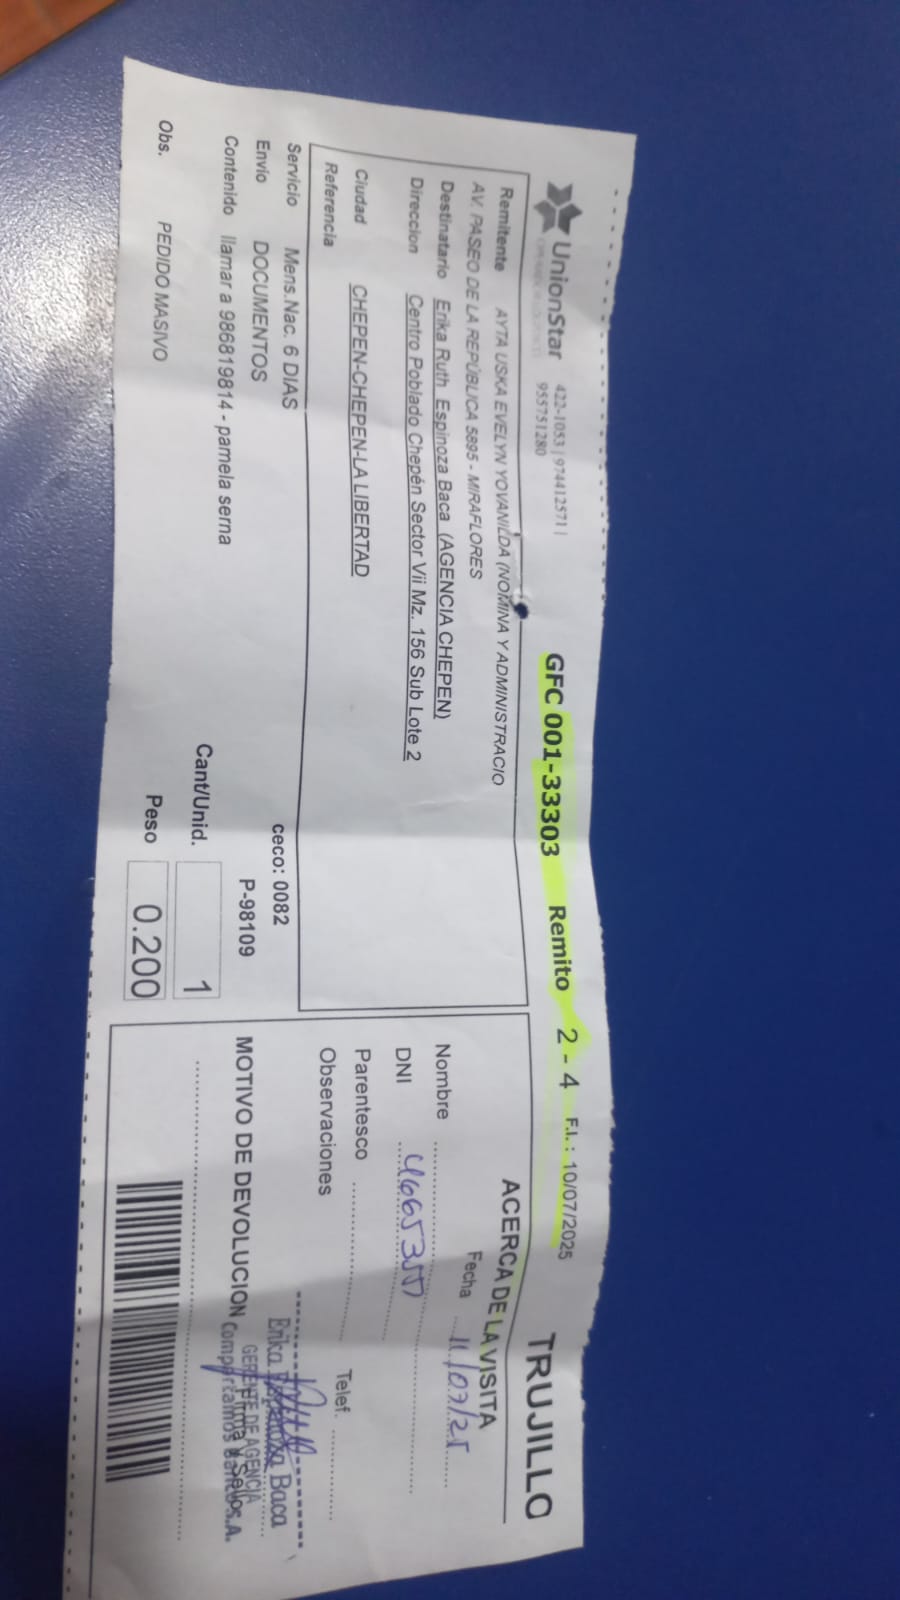 UnionStar 422-1053 | 974412571 |
955751280
GFC 001-33303 Remito 2 - 4 F.I. : 10/07/2025 TRUJILLO
Remitente AYTA USKA EVELYN YOVANILDA (NOMINA Y ADMINISTRACIO
AV. PASEO DE LA REPÚBLICA 5895 - MIRAFLORES
Destinatario Erika Ruth Espinoza Baca (AGENCIA CHEPEN)
Direccion Centro Poblado Chepén Sector Vii Mz. 156 Sub Lote 2
Ciudad CHEPEN-CHEPEN-LA LIBERTAD
Referencia
Servicio Mens.Nac. 6 DIAS
ceco: 0082
Envio DOCUMENTOS
P-98109
Contenido llamar a 986819814 - pamela serna
Cant/Unid. 1
Obs. PEDIDO MASIVO
Peso 0.200
ACERCA DE LA VISITA
Fecha 11/07/25
Nombre
DNI
Parentesco
Observaciones
Telef.
MOTIVO DE DEVOLUCION
Erika Espinoza Baca
GERENTE DE AGENCIA
Firma y Sellos
Compartamos Banco S.A.